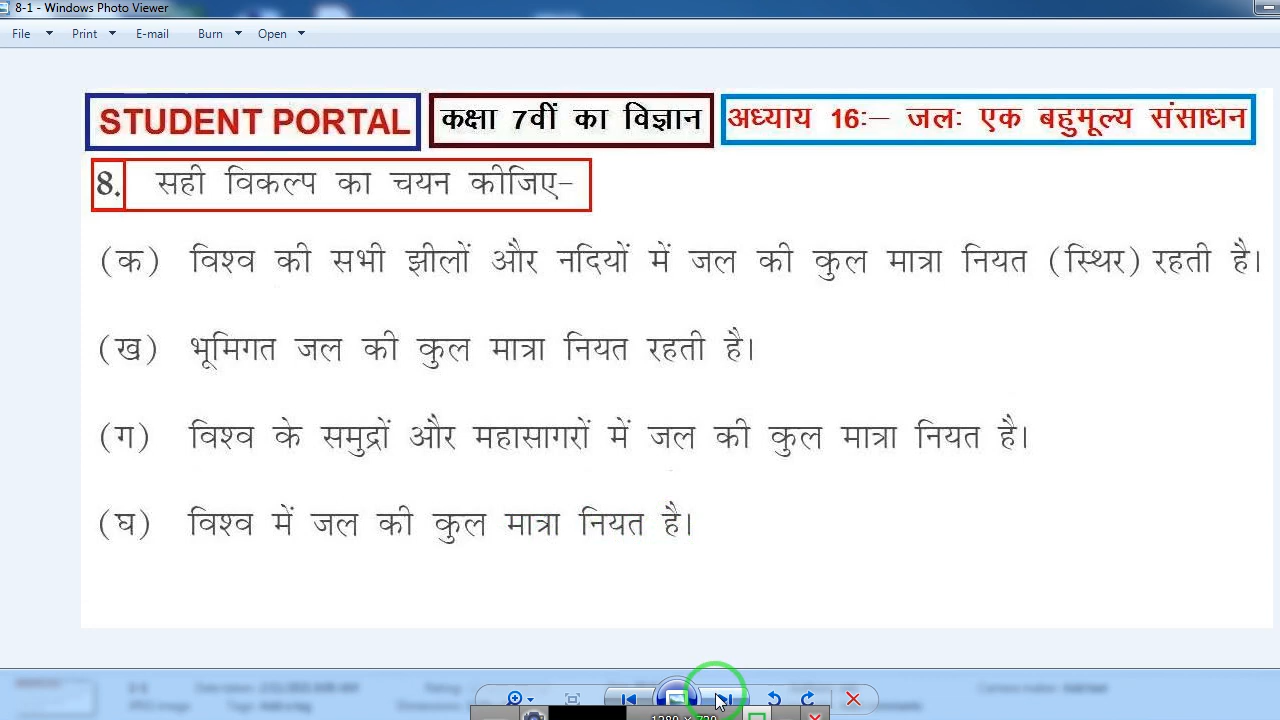 8-1 - Windows Photo Viewer
File Print E-mail Burn Open
STUDENT PORTAL कक्षा 7वीं का विज्ञान अध्याय 16ः– जलः एक बहुमूल्य संसाधन
8. सही विकल्प का चयन कीजिए–
(क) विश्व की सभी झीलों और नदियों में जल की कुल मात्रा नियत (स्थिर) रहती है।
(ख) भूमिगत जल की कुल मात्रा नियत रहती है।
(ग) विश्व के समुद्रों और महासागरों में जल की कुल मात्रा नियत है।
(घ) विश्व में जल की कुल मात्रा नियत है।